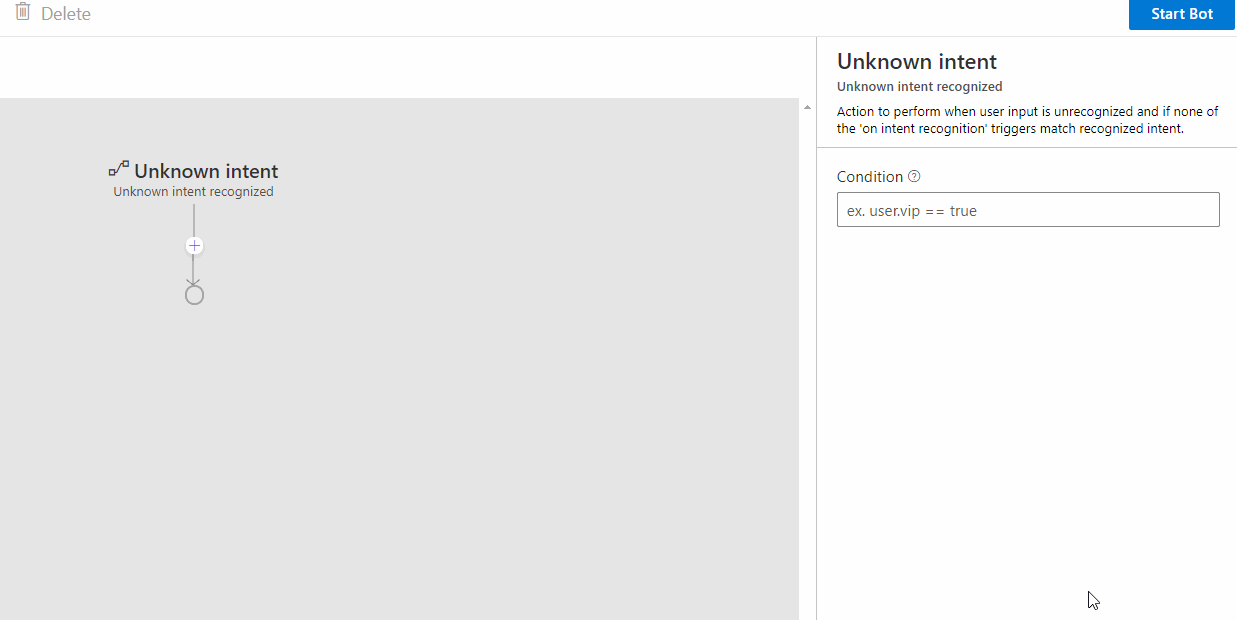 Delete
Start Bot
Unknown intent
Unknown intent recognized
Unknown intent
Unknown intent recognized
Action to perform when user input is unrecognized and if none of
the 'on intent recognition' triggers match recognized intent.
Condition ?
ex. user.vip == true